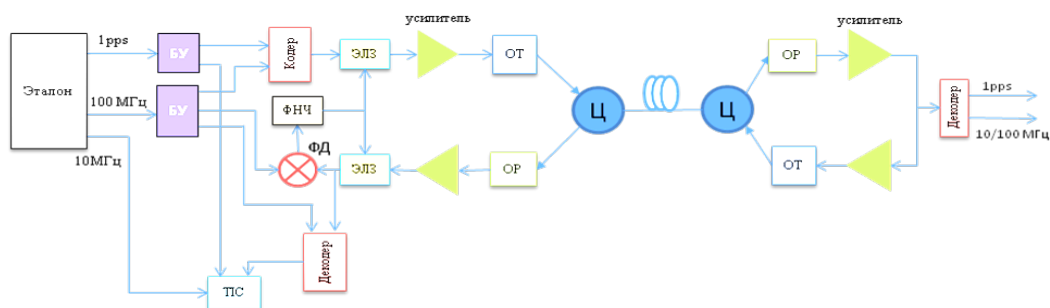 усилитель
усилитель
1pps
БУ
Кодер
ЭЛЗ
ОТ
ОР
Эталон
100 МГц
БУ
ФНЧ
Ц
Ц
Декодер
1pps
10/100 МГц
10МГц
ФД
ЭЛЗ
ОР
ОТ
Декодер
ТІС